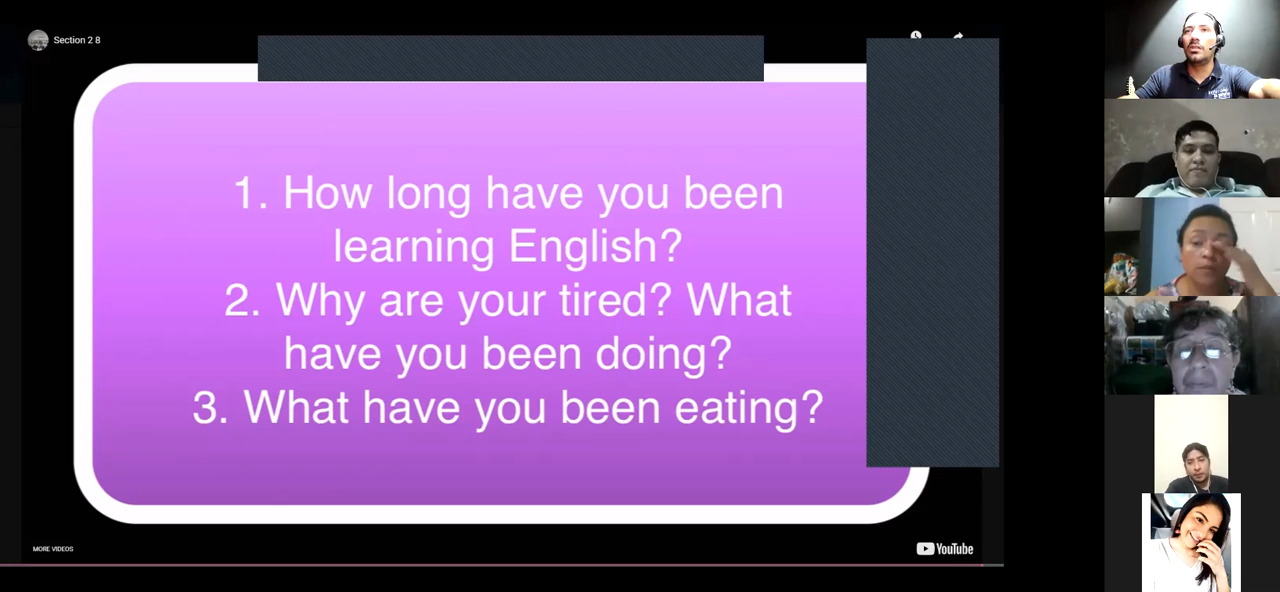 Section 2 8
1. How long have you been
learning English?
2. Why are your tired? What
have you been doing?
3. What have you been eating?
MORE VIDEOS
YouTube